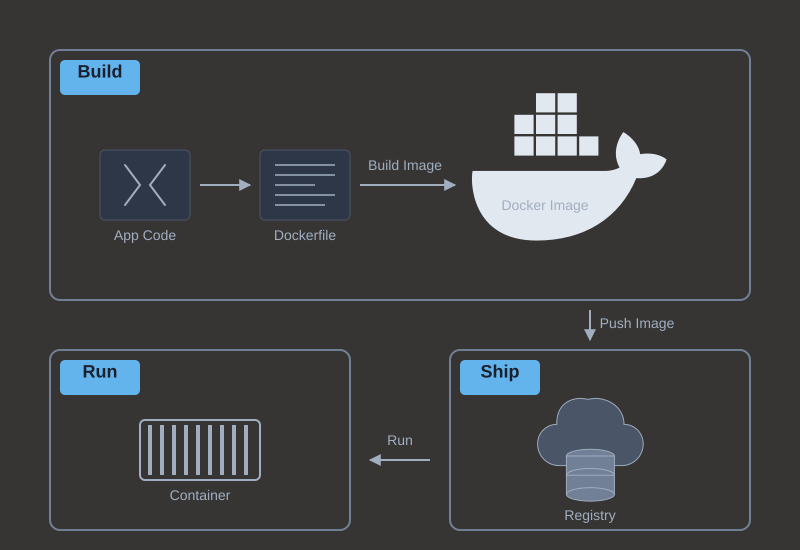 Build
Build Image
Docker Image
App Code
Dockerfile
Push Image
Run
Ship
Run
Container
Registry